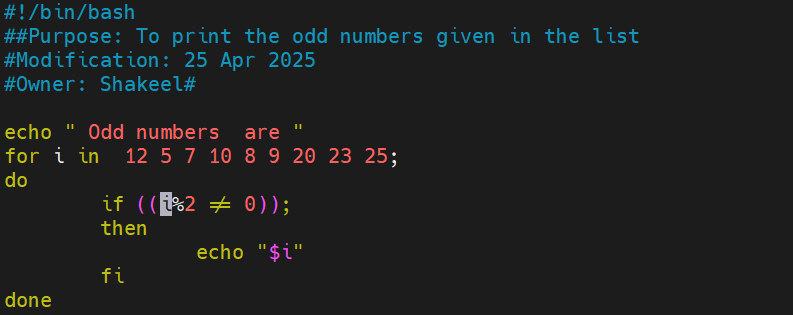 #!/bin/bash
##Purpose: To print the odd numbers given in the list
#Modification: 25 Apr 2025
#Owner: Shakeel#
echo " Odd numbers  are "
for i in  12 5 7 10 8 9 20 23 25;
do
        if ((i%2 != 0));
        then
                echo "$i"
        fi
done